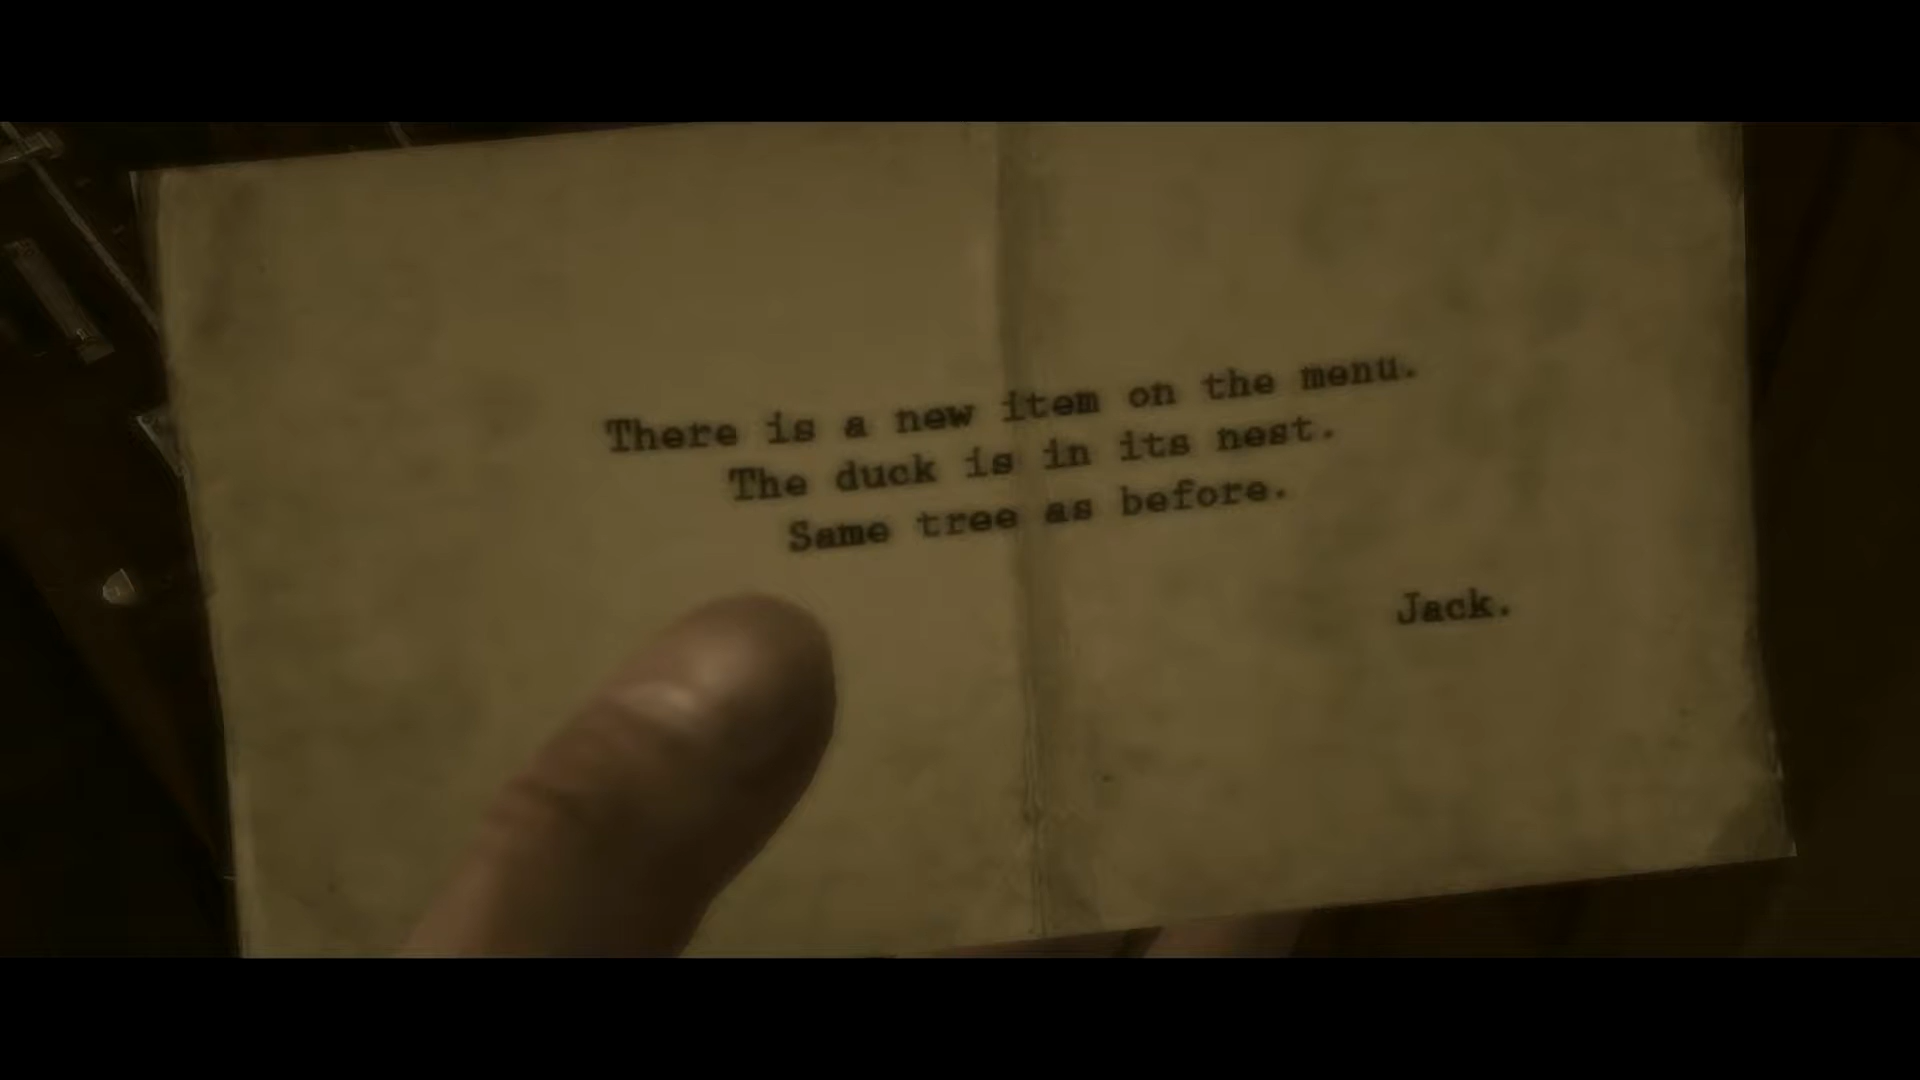 There is a new item on the menu.
The duck is in its nest.
Same tree as before.
Jack.